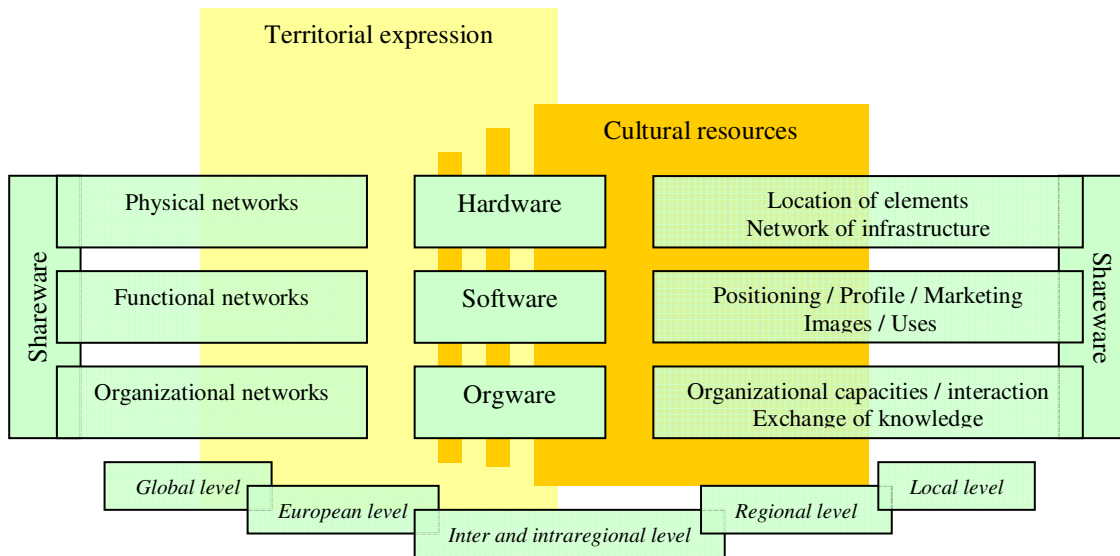 Territorial expression
Cultural resources
Shareware
Physical networks
Hardware
Location of elements
Network of infrastructure
Functional networks
Software
Positioning / Profile / Marketing
Images / Uses
Organizational networks
Orgware
Organizational capacities / interaction
Exchange of knowledge
Shareware
Global level
European level
Inter and intraregional level
Regional level
Local level